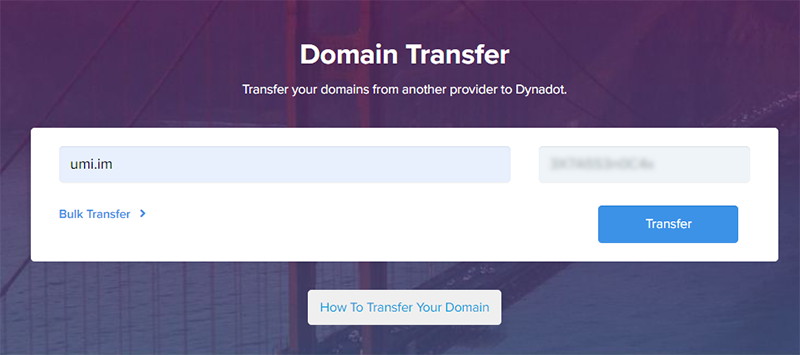 Domain Transfer
Transfer your domains from another provider to Dynadot.
umi.im
Bulk Transfer
Transfer
How To Transfer Your Domain